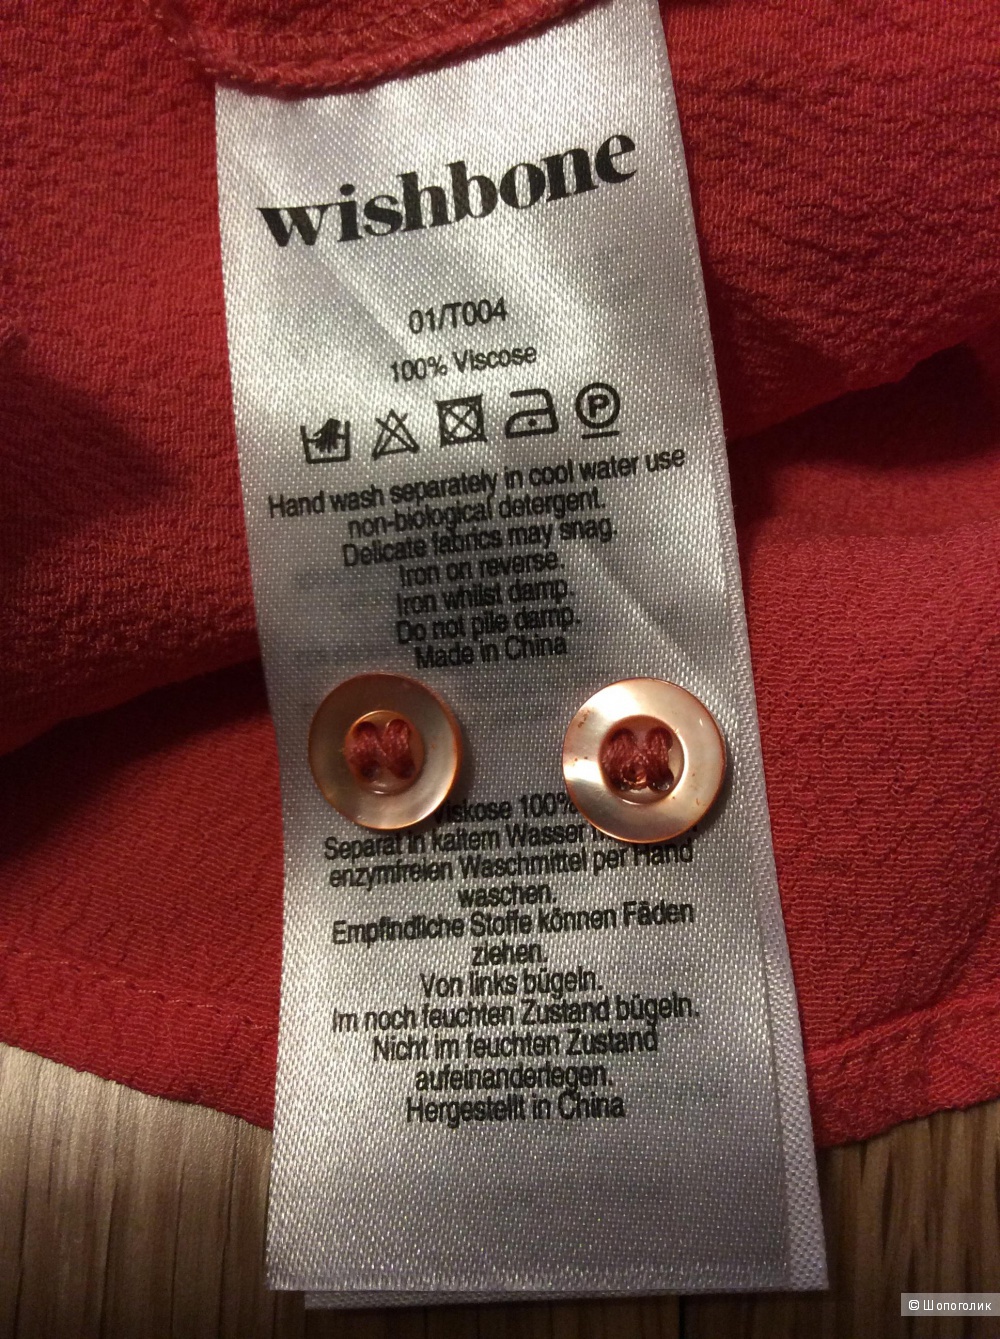 wishbone
01/T004
100% Viscose
P
Hand wash separately in cool water use
non-biological detergent.
Delicate fabrics may snag.
Iron on reverse.
Iron whilst damp.
Do not pile damp.
Made in China
Viskose 100%
Separat in kaltem Wasser
enzymfreien Waschmittel per Hand
waschen.
Empfindliche Stoffe können Fäden
ziehen.
Von links bügeln.
Im noch feuchten Zustand bügeln.
Nicht im feuchten Zustand
aufeinanderlegen.
Hergestellt in China
© Шопоголик